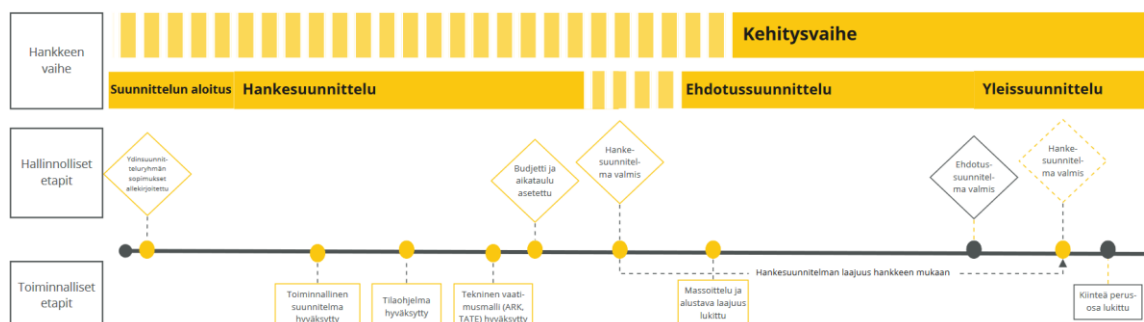 Hankkeen
vaihe
Kehitysvaihe
Suunnittelun aloitus
Hankesuunnittelu
Ehdotussuunnittelu
Yleissuunnittelu
Hallinnolliset
etapit
Ydinsuunnis-
teluryhmän
sopimukset
allekirjoitettu
Budjetti ja
aikataulu
asetettu
Hanke-
suunnitel-
ma valmis
Ehdotus-
suunnitel-
ma valmis
Hanke-
suunnitel-
ma valmis
Toiminnalliset
etapit
Toiminnallinen
suunnitelma
hyväksytty
Tilaohjelma
hyväksytty
Tekninen vaati-
musmalli (ARK,
TATE) hyväksytty
Massoittelu ja
alustava laajuus
lukittu
Hankesuunnitelman laajuus hankkeen mukaan
Kiinteä perus-
osa lukittu